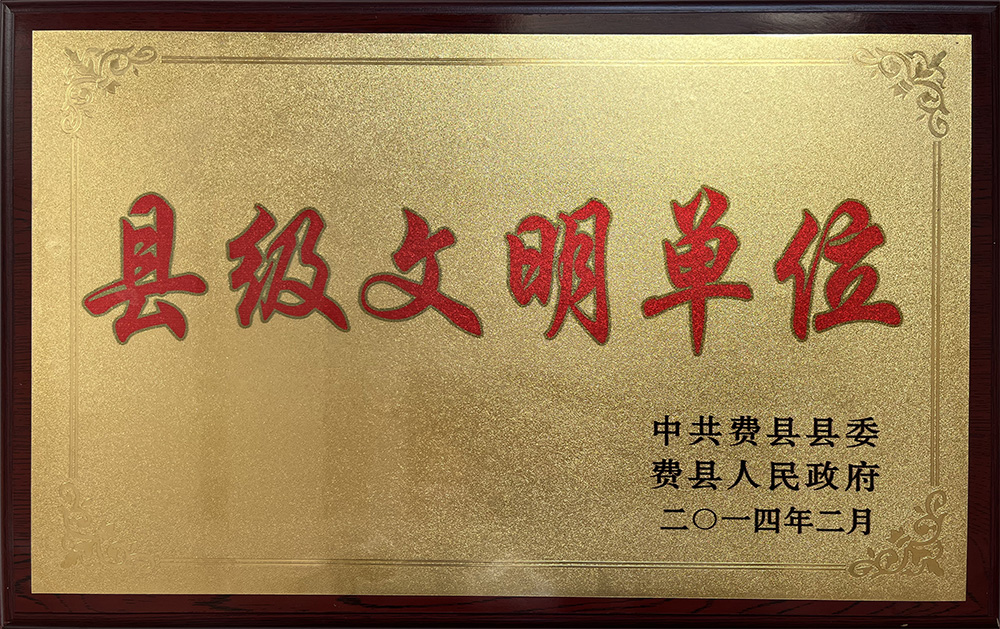 县级文明单位
中共费县县委
费县人民政府
二〇一四年二月